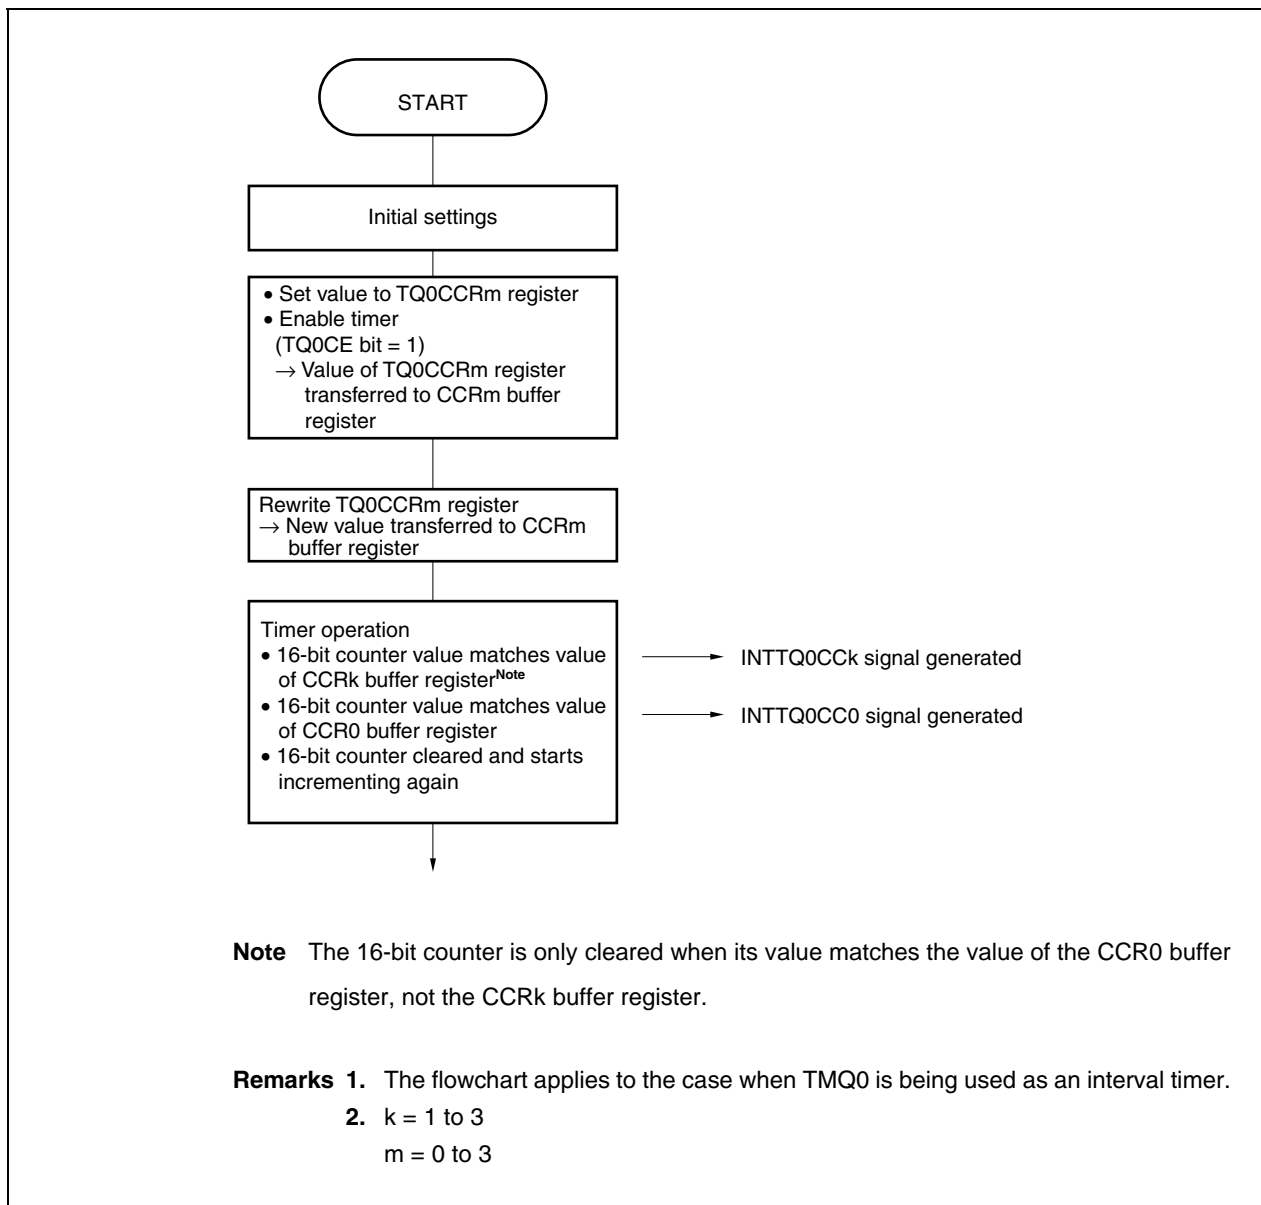 START
Initial settings
• Set value to TQ0CCRm register
• Enable timer
(TQ0CE bit = 1)
→ Value of TQ0CCRm register
transferred to CCRm buffer
register
Rewrite TQ0CCRm register
→ New value transferred to CCRm
buffer register
Timer operation
• 16-bit counter value matches value
of CCRk buffer registerNote
• 16-bit counter value matches value
of CCR0 buffer register
• 16-bit counter cleared and starts
incrementing again
INTTQ0CCk signal generated
INTTQ0CC0 signal generated
Note The 16-bit counter is only cleared when its value matches the value of the CCR0 buffer
register, not the CCRk buffer register.
Remarks 1. The flowchart applies to the case when TMQ0 is being used as an interval timer.
2. k = 1 to 3
m = 0 to 3